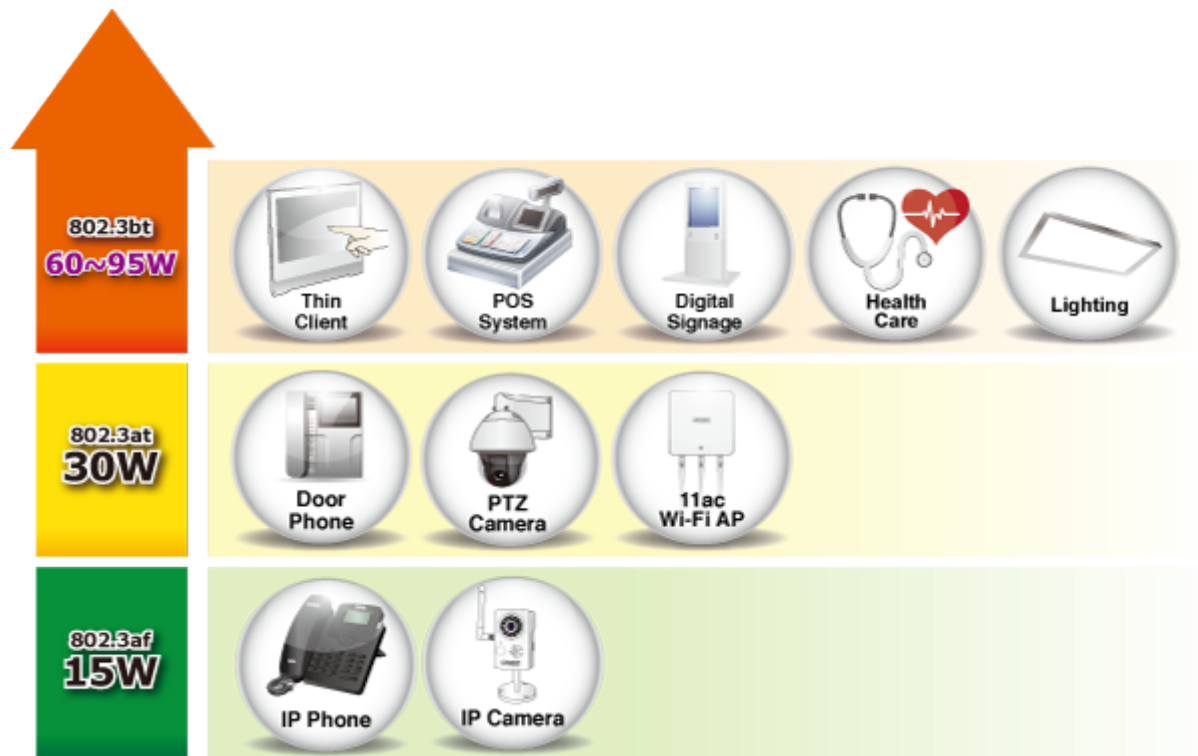 802.3bt
60~95W
Thin
Client
POS
System
Digital
Signage
Health
Care
Lighting
802.3at
30W
Door
Phone
PTZ
Camera
11ac
Wi-Fi AP
802.3af
15W
IP Phone
IP Camera